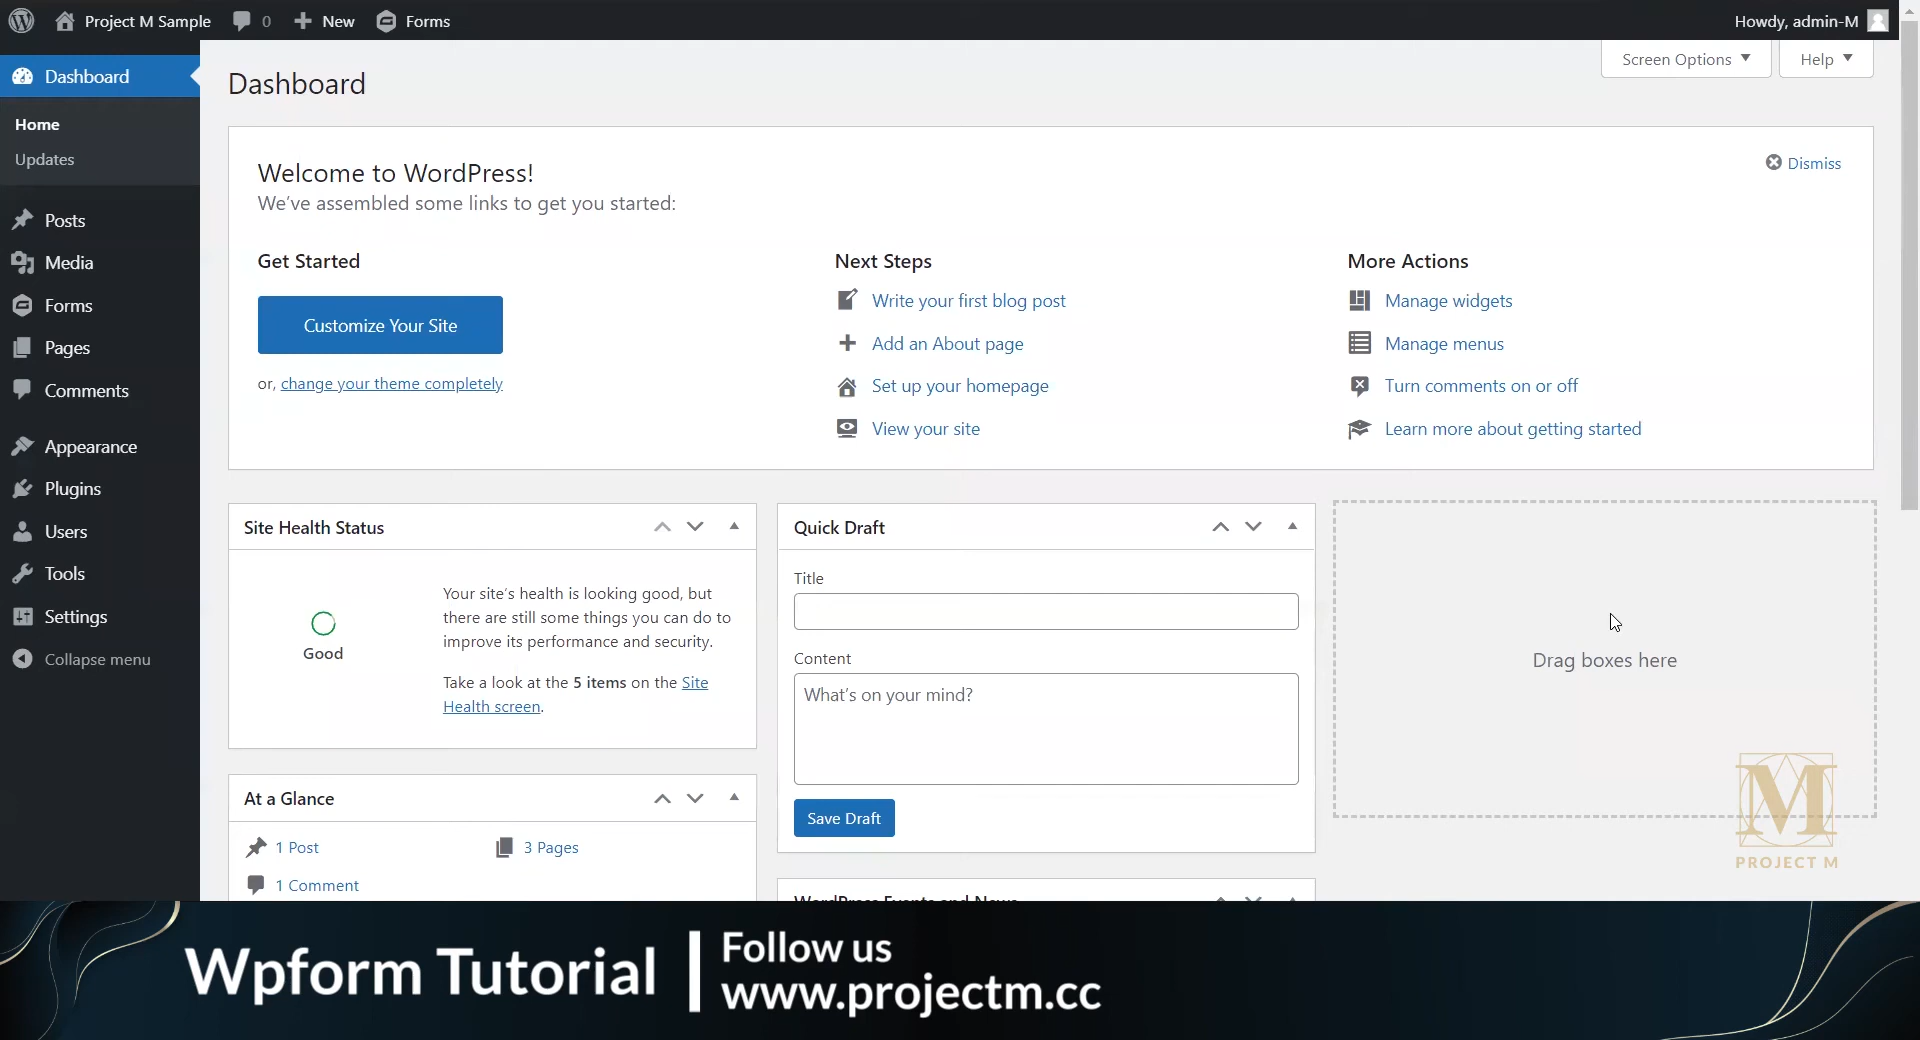 Project M Sample 0 New Forms Howdy, admin-M
Screen Options Help
Dashboard
Home
Updates
Posts
Media
Forms
Pages
Comments
Appearance
Plugins
Users
Tools
Settings
Collapse menu
Dashboard
Welcome to WordPress!
We've assembled some links to get you started:
Dismiss
Get Started
Customize Your Site
or, change your theme completely
Next Steps
Write your first blog post
Add an About page
Set up your homepage
View your site
More Actions
Manage widgets
Manage menus
Turn comments on or off
Learn more about getting started
Site Health Status
Good
Your site's health is looking good, but
there are still some things you can do to
improve its performance and security.
Take a look at the 5 items on the Site
Health screen.
At a Glance
1 Post
3 Pages
1 Comment
Quick Draft
Title
Content
What's on your mind?
Save Draft
WordPress Events and News
Drag boxes here
M
PROJECT M
Wpform Tutorial
Follow us
www.projectm.cc